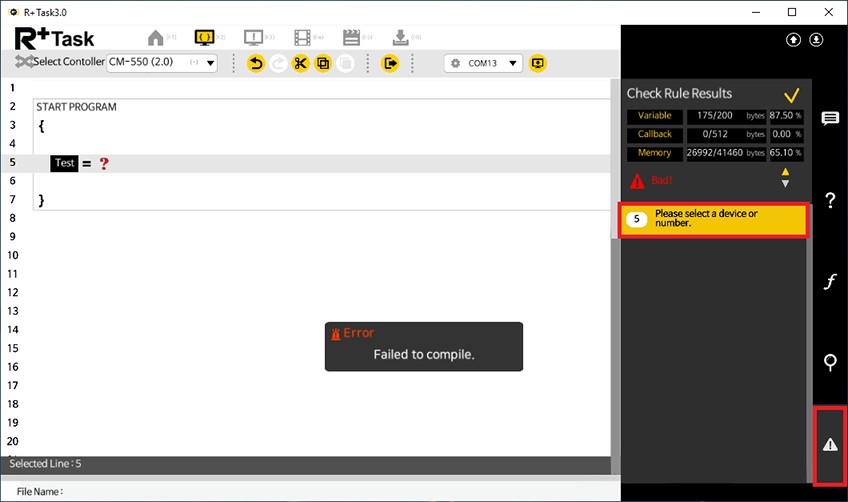 R+Task3.0
R+Task
Select Contoller
CM-550 (2.0)
COM13
1
2 START PROGRAM
3 {
4
5 Test = ?
6
7 }
8
9
10
11
12
13
14
15
16
17
18
19
20
Error
Failed to compile.
Selected Line : 5
File Name :
Check Rule Results
Variable 175/200 bytes 87.50 %
Callback 0/512 bytes 0.00 %
Memory 26992/41460 bytes 65.10 %
Bad!
5 Please select a device or
number.
?
f